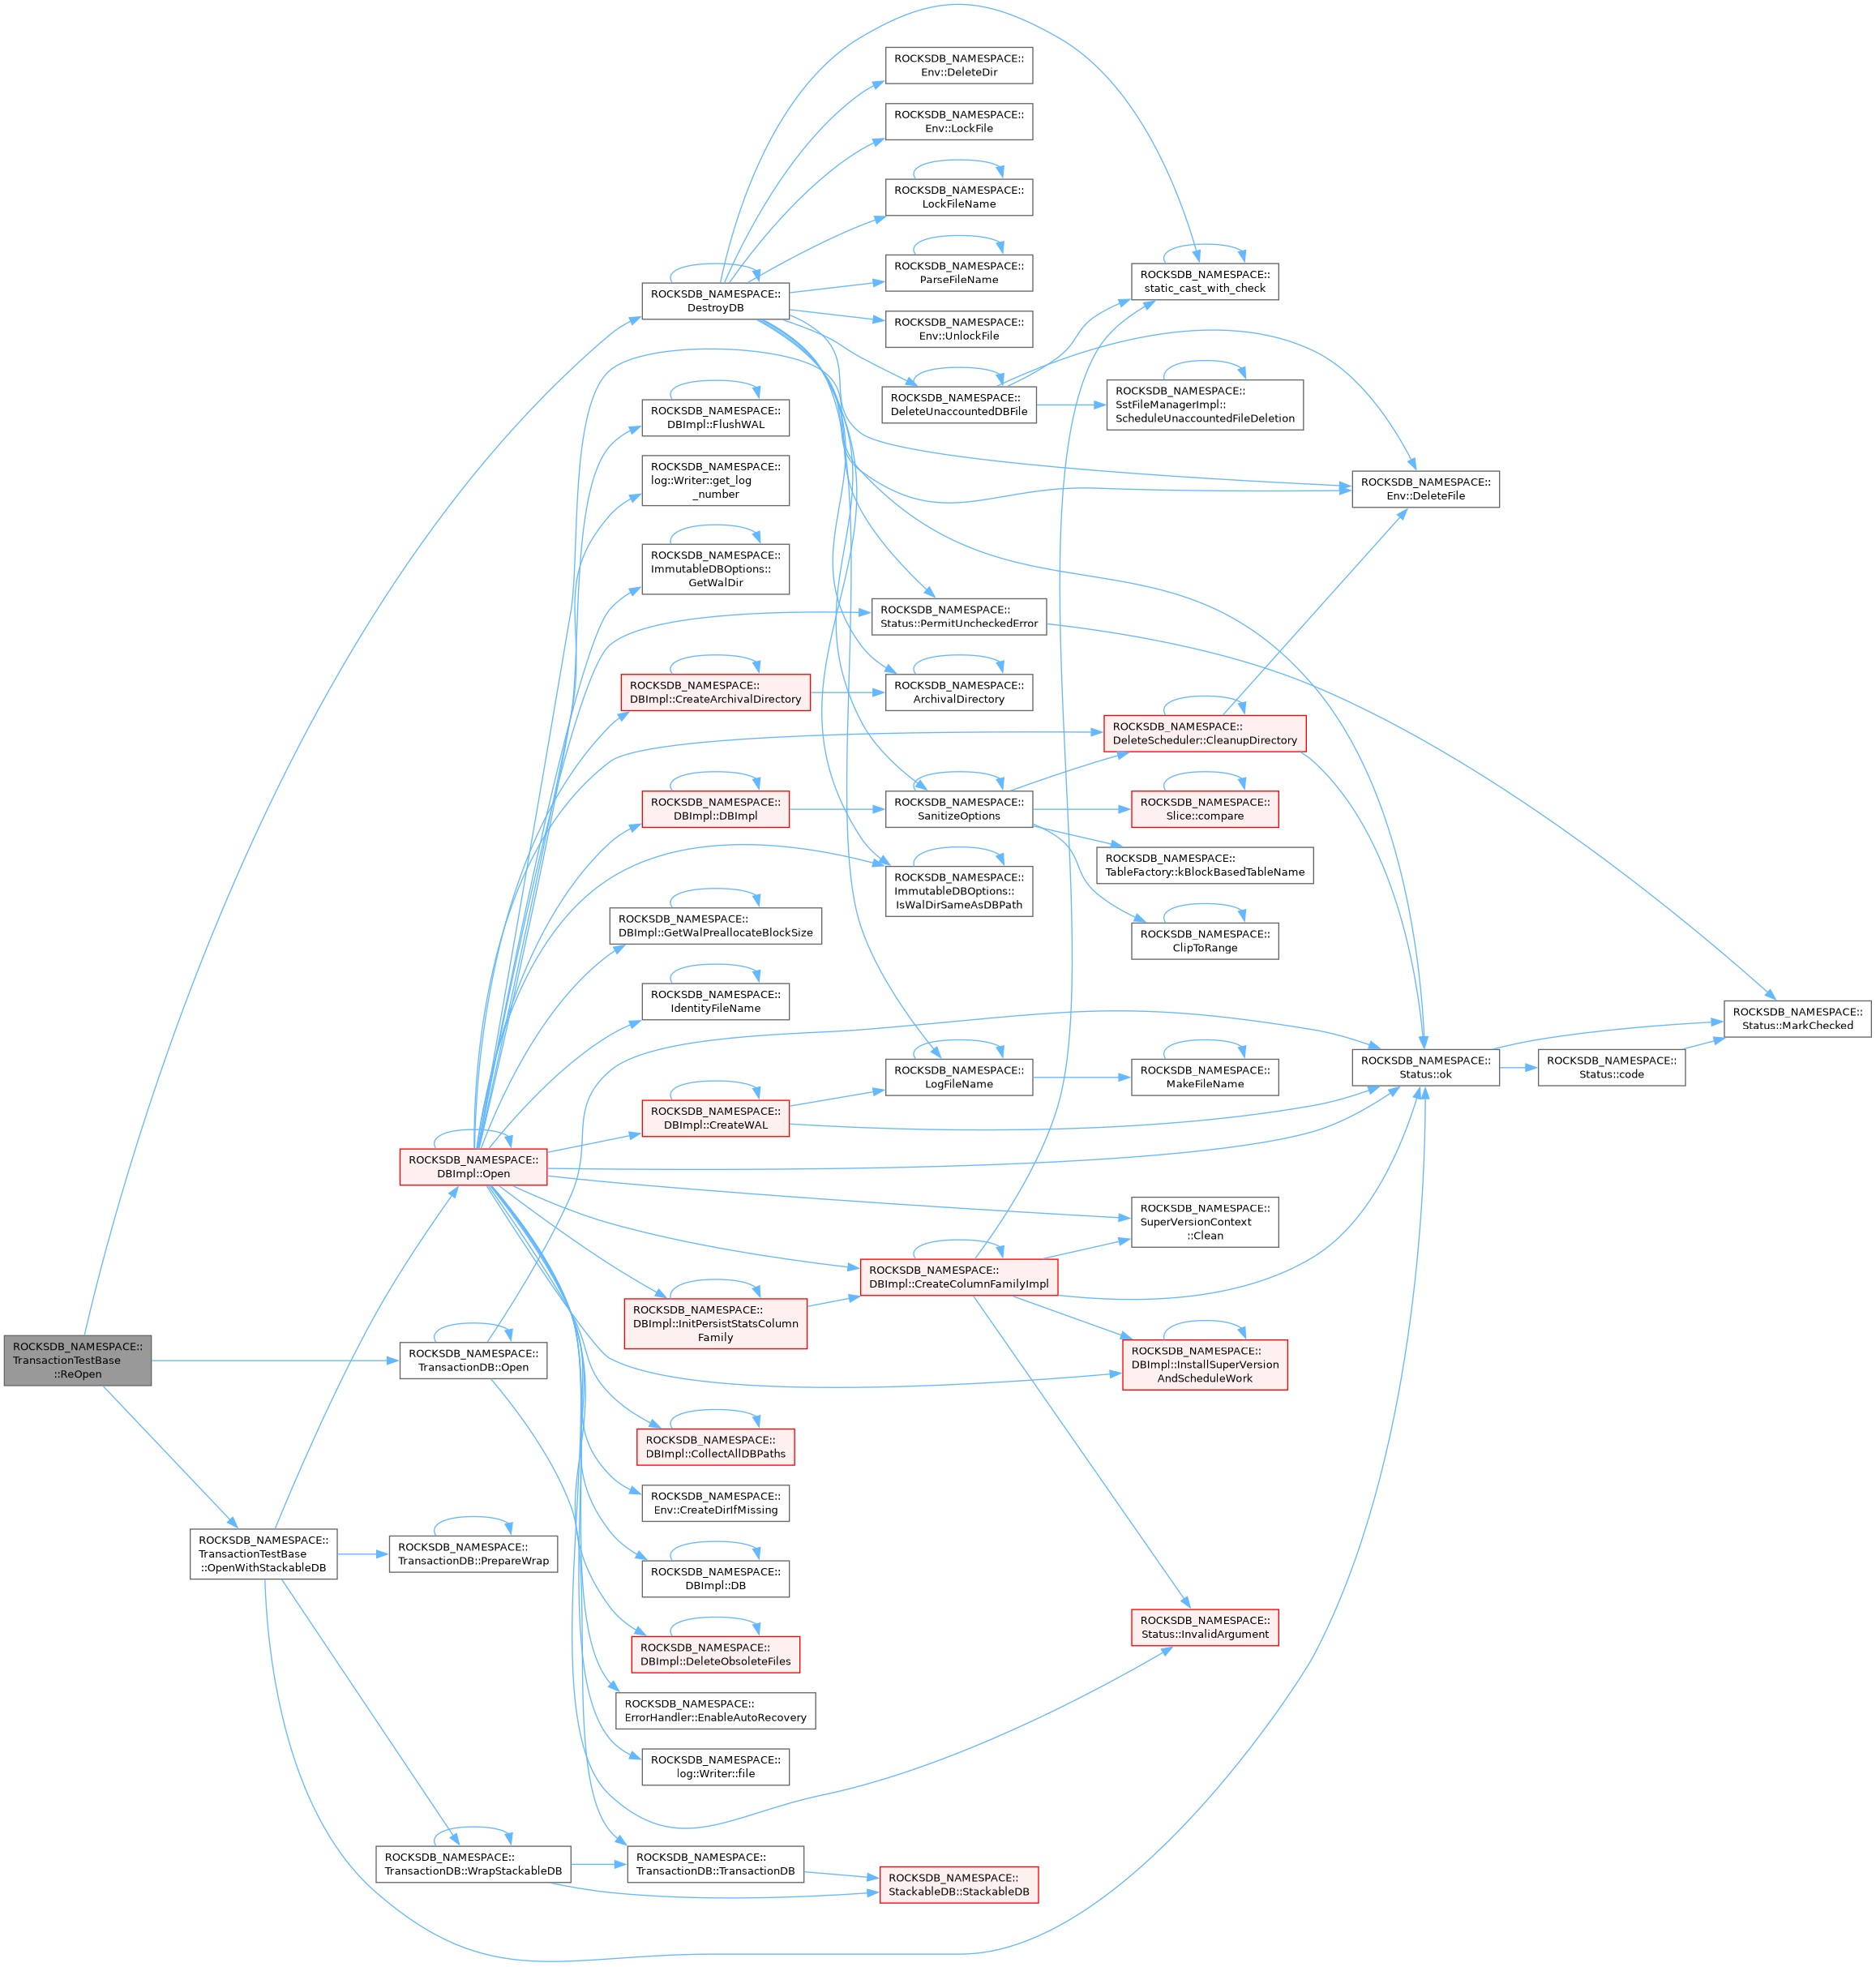 ROCKSDB_NAMESPACE::
Env::DeleteDir
ROCKSDB_NAMESPACE::
Env::LockFile
ROCKSDB_NAMESPACE::
LockFileName
ROCKSDB_NAMESPACE::
ParseFileName
ROCKSDB_NAMESPACE::
static_cast_with_check
ROCKSDB_NAMESPACE::
DestroyDB
ROCKSDB_NAMESPACE::
Env::UnlockFile
ROCKSDB_NAMESPACE::
DeleteUnaccountedDBFile
ROCKSDB_NAMESPACE::
SstFileManagerImpl::
ScheduleUnaccountedFileDeletion
ROCKSDB_NAMESPACE::
DBImpl::FlushWAL
ROCKSDB_NAMESPACE::
log::Writer::get_log
_number
ROCKSDB_NAMESPACE::
Env::DeleteFile
ROCKSDB_NAMESPACE::
ImmutableDBOptions::
GetWalDir
ROCKSDB_NAMESPACE::
Status::PermitUncheckedError
ROCKSDB_NAMESPACE::
DBImpl::CreateArchivalDirectory
ROCKSDB_NAMESPACE::
ArchivalDirectory
ROCKSDB_NAMESPACE::
DeleteScheduler::CleanupDirectory
ROCKSDB_NAMESPACE::
DBImpl::DBImpl
ROCKSDB_NAMESPACE::
SanitizeOptions
ROCKSDB_NAMESPACE::
Slice::compare
ROCKSDB_NAMESPACE::
TableFactory::kBlockBasedTableName
ROCKSDB_NAMESPACE::
ImmutableDBOptions::
IsWalDirSameAsDBPath
ROCKSDB_NAMESPACE::
DBImpl::GetWalPreallocateBlockSize
ROCKSDB_NAMESPACE::
ClipToRange
ROCKSDB_NAMESPACE::
IdentityFileName
ROCKSDB_NAMESPACE::
Status::MarkChecked
ROCKSDB_NAMESPACE::
LogFileName
ROCKSDB_NAMESPACE::
MakeFileName
ROCKSDB_NAMESPACE::
Status::ok
ROCKSDB_NAMESPACE::
Status::code
ROCKSDB_NAMESPACE::
DBImpl::CreateWAL
ROCKSDB_NAMESPACE::
DBImpl::Open
ROCKSDB_NAMESPACE::
SuperVersionContext
::Clean
ROCKSDB_NAMESPACE::
DBImpl::CreateColumnFamilyImpl
ROCKSDB_NAMESPACE::
DBImpl::InitPersistStatsColumn
Family
ROCKSDB_NAMESPACE::
TransactionTestBase
::ReOpen
ROCKSDB_NAMESPACE::
TransactionDB::Open
ROCKSDB_NAMESPACE::
DBImpl::InstallSuperVersion
AndScheduleWork
ROCKSDB_NAMESPACE::
DBImpl::CollectAllDBPaths
ROCKSDB_NAMESPACE::
Env::CreateDirIfMissing
ROCKSDB_NAMESPACE::
TransactionTestBase
::OpenWithStackableDB
ROCKSDB_NAMESPACE::
TransactionDB::PrepareWrap
ROCKSDB_NAMESPACE::
DBImpl::DB
ROCKSDB_NAMESPACE::
DBImpl::DeleteObsoleteFiles
ROCKSDB_NAMESPACE::
Status::InvalidArgument
ROCKSDB_NAMESPACE::
ErrorHandler::EnableAutoRecovery
ROCKSDB_NAMESPACE::
log::Writer::file
ROCKSDB_NAMESPACE::
TransactionDB::WrapStackableDB
ROCKSDB_NAMESPACE::
TransactionDB::TransactionDB
ROCKSDB_NAMESPACE::
StackableDB::StackableDB